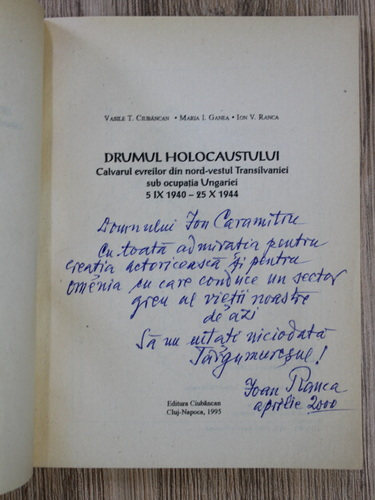 VASILE T. CIUBĂNCAN • MARIA I. GANEA • ION V. RANCA
DRUMUL HOLOCAUSTULUI
Calvarul evreilor din nord-vestul Transilvaniei
sub ocupația Ungariei
5 IX 1940 – 25 X 1944
Domnului Ion Caramitru
Cu toată admirația pentru
creația actoricească și pentru
omenia cu care conduce un sector
greu al vieții noastre
de azi
Să nu uitați niciodată
Târgumureșul!
Ioan Ranca
aprilie 2000
Editura Ciubăncan
Cluj-Napoca, 1995